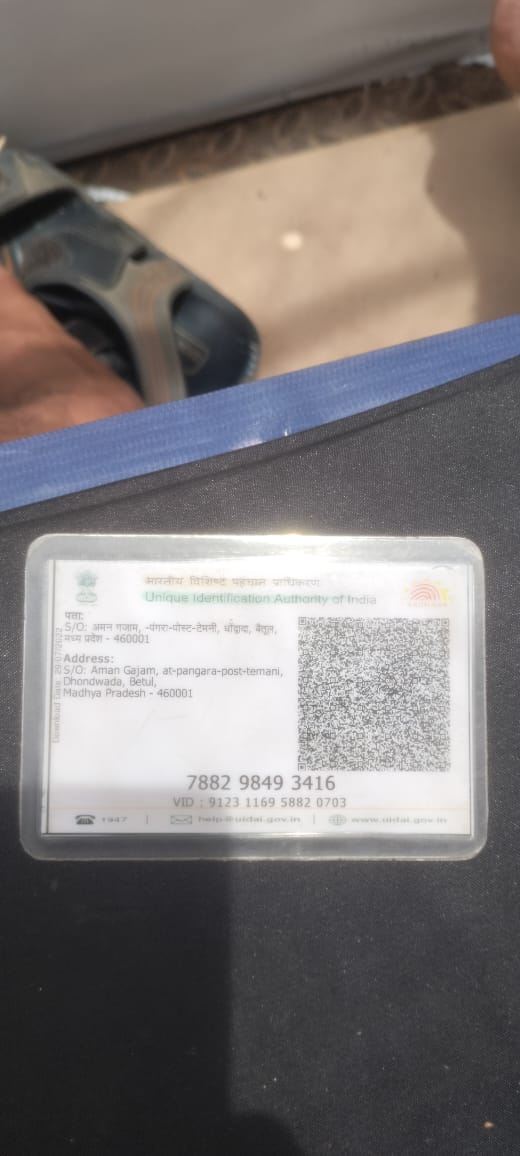 भारतीय विशिष्ट पहचान प्राधिकरण
Unique Identification Authority of India
AADHAAR
पता:
S/O: अमन गजाम, -पंगरा-पोस्ट-टेमनी, धोंद्वाडा, बैतूल,
मध्य प्रदेश - 460001
Address:
S/O: Aman Gajam, at-pangara-post-temani,
Dhondwada, Betul,
Madhya Pradesh - 460001
7882 9849 3416
VID : 9123 1169 5882 0703
1947 | help@uidai.gov.in | www.uidai.gov.in